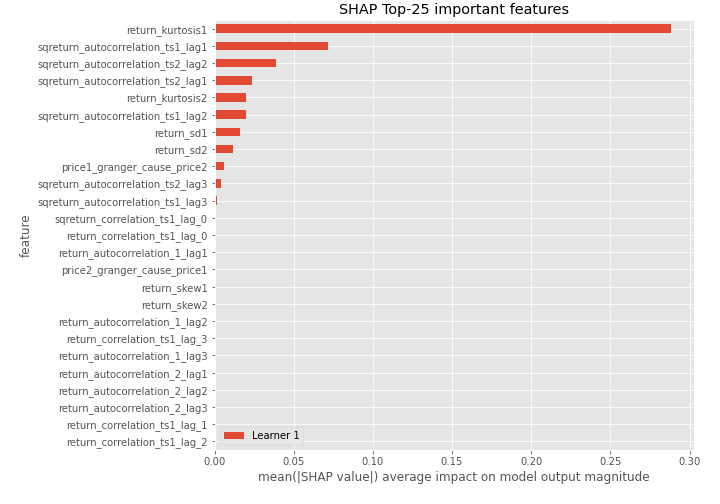 SHAP Top-25 important features
return_kurtosis1
sqreturn_autocorrelation_ts1_lag1
sqreturn_autocorrelation_ts2_lag2
sqreturn_autocorrelation_ts2_lag1
return_kurtosis2
sqreturn_autocorrelation_ts1_lag2
return_sd1
return_sd2
price1_granger_cause_price2
sqreturn_autocorrelation_ts2_lag3
sqreturn_autocorrelation_ts1_lag3
sqreturn_correlation_ts1_lag_0
return_correlation_ts1_lag_0
return_autocorrelation_1_lag1
price2_granger_cause_price1
return_skew1
return_skew2
return_autocorrelation_1_lag2
return_correlation_ts1_lag_3
return_autocorrelation_1_lag3
return_autocorrelation_2_lag1
return_autocorrelation_2_lag2
return_autocorrelation_2_lag3
return_correlation_ts1_lag_1
return_correlation_ts1_lag_2
feature
Learner 1
0.00 0.05 0.10 0.15 0.20 0.25 0.30
mean(|SHAP value|) average impact on model output magnitude